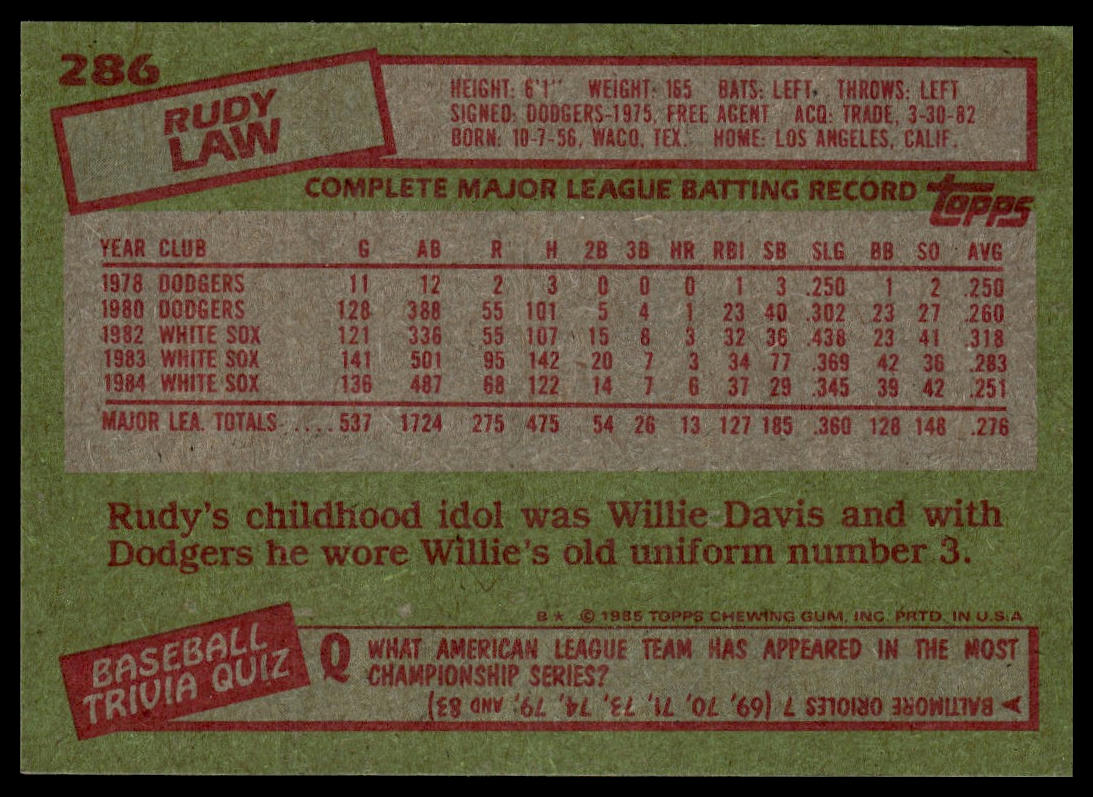 286
RUDY
LAW
HEIGHT: 6'1" WEIGHT: 165 BATS: LEFT THROWS: LEFT
SIGNED: DODGERS-1975, FREE AGENT ACQ: TRADE, 3-30-82
BORN: 10-7-56, WACO, TEX. HOME: LOS ANGELES, CALIF.
COMPLETE MAJOR LEAGUE BATTING RECORD topps
YEAR CLUB G AB R H 2B 3B HR RBI SB SLG BB SO AVG
1978 DODGERS 11 12 2 3 0 0 0 1 3 .250 1 2 .250
1980 DODGERS 128 388 55 101 5 4 1 23 40 .302 23 27 .260
1982 WHITE SOX 121 336 55 107 15 8 3 32 36 .438 23 41 .318
1983 WHITE SOX 141 501 95 142 20 7 3 34 77 .369 42 36 .283
1984 WHITE SOX 136 487 68 122 14 7 6 37 29 .345 39 42 .251
MAJOR LEA. TOTALS .... 537 1724 275 475 54 26 13 127 185 .360 128 148 .276
Rudy's childhood idol was Willie Davis and with
Dodgers he wore Willie's old uniform number 3.
B* © 1985 TOPPS CHEWING GUM, INC. PRTD. IN U.S.A
BASEBALL
TRIVIA QUIZ
Q WHAT AMERICAN LEAGUE TEAM HAS APPEARED IN THE MOST
CHAMPIONSHIP SERIES?
A BALTIMORE ORIOLES 7 (69, 70, 71, 73, 74, 79, AND 83)